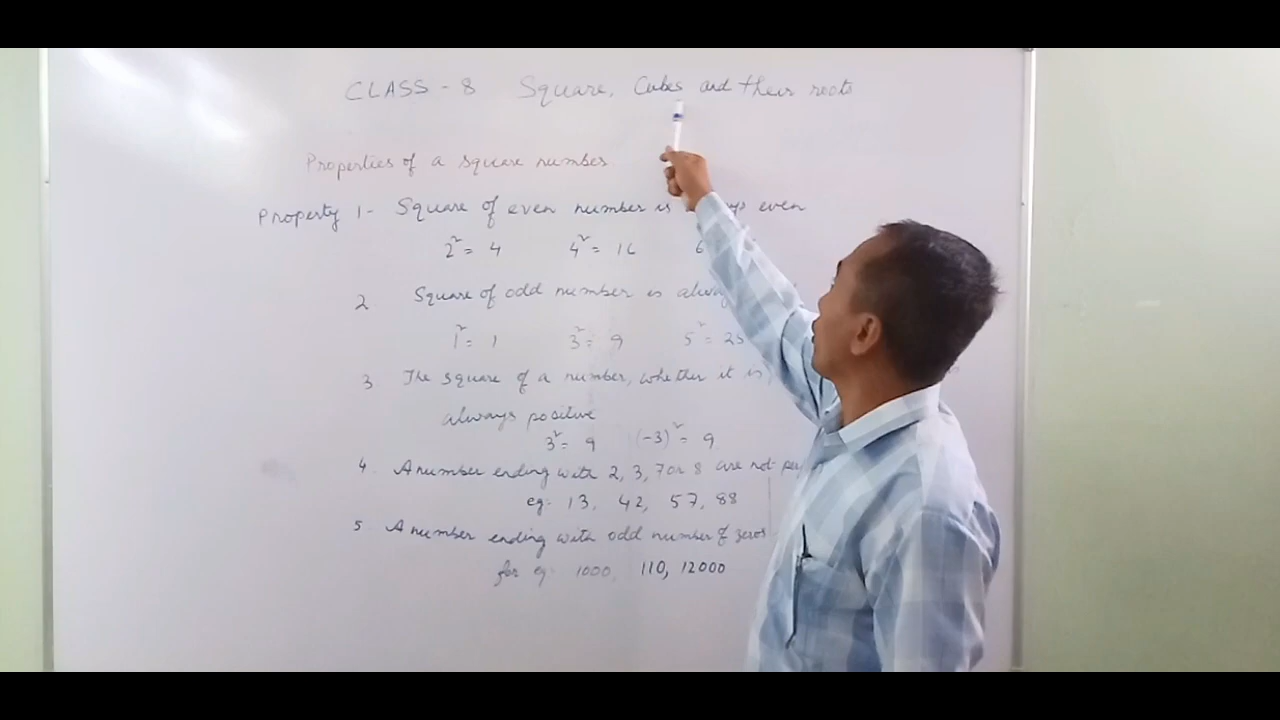 CLASS - 8 Square, Cubes and their roots
Properties of a square number
Property 1- Square of even number is even
2² = 4 4² = 16 6
2 Square of odd number is
1² = 1 3² = 9 5² = 25
3 The square of a number, whether it is
always positive
3² = 9 (-3)² = 9
4. A number ending with 2, 3, 7 or 8 are not
eg:- 13, 42, 57, 88
5. A number ending with odd number of zeros
for eg:- 1000, 110, 12000